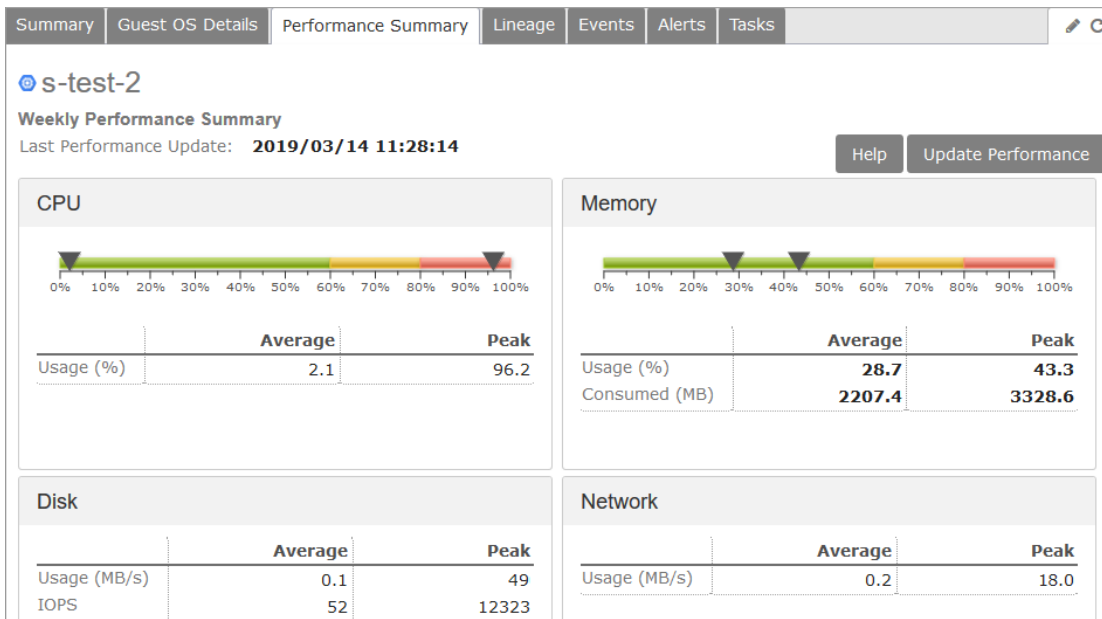 Summary Guest OS Details Performance Summary Lineage Events Alerts Tasks
s-test-2
Weekly Performance Summary
Last Performance Update: 2019/03/14 11:28:14
Help Update Performance
CPU
0% 10% 20% 30% 40% 50% 60% 70% 80% 90% 100%
Average Peak
Usage (%) 2.1 96.2
Memory
0% 10% 20% 30% 40% 50% 60% 70% 80% 90% 100%
Average Peak
Usage (%) 28.7 43.3
Consumed (MB) 2207.4 3328.6
Disk
Average Peak
Usage (MB/s) 0.1 49
IOPS 52 12323
Network
Average Peak
Usage (MB/s) 0.2 18.0